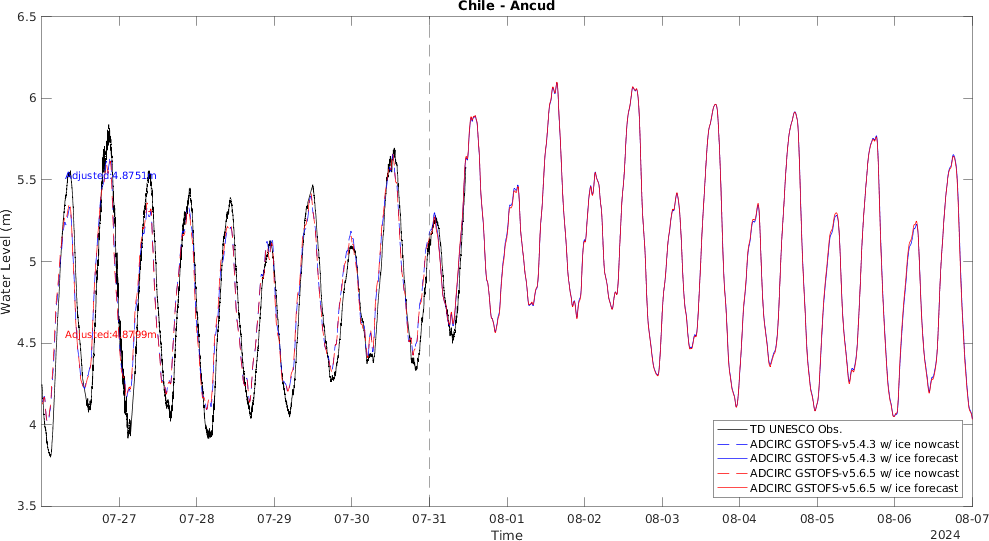 Chile - Ancud
6.5
6
5.5
5
4.5
4
3.5
Water Level (m)
Adjusted:4.8751m
Adjusted:4.8799m
TD UNESCO Obs.
ADCIRC GSTOFS-v5.4.3 w/ ice nowcast
ADCIRC GSTOFS-v5.4.3 w/ ice forecast
ADCIRC GSTOFS-v5.6.5 w/ ice nowcast
ADCIRC GSTOFS-v5.6.5 w/ ice forecast
07-27 07-28 07-29 07-30 07-31 08-01 08-02 08-03 08-04 08-05 08-06 08-07
Time
2024